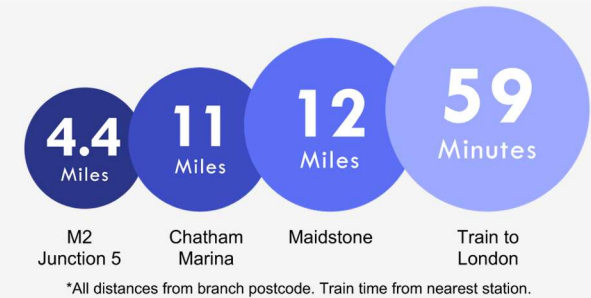 4.4
Miles
11
Miles
12
Miles
59
Minutes
M2
Junction 5
Chatham
Marina
Maidstone
Train to
London
*All distances from branch postcode. Train time from nearest station.